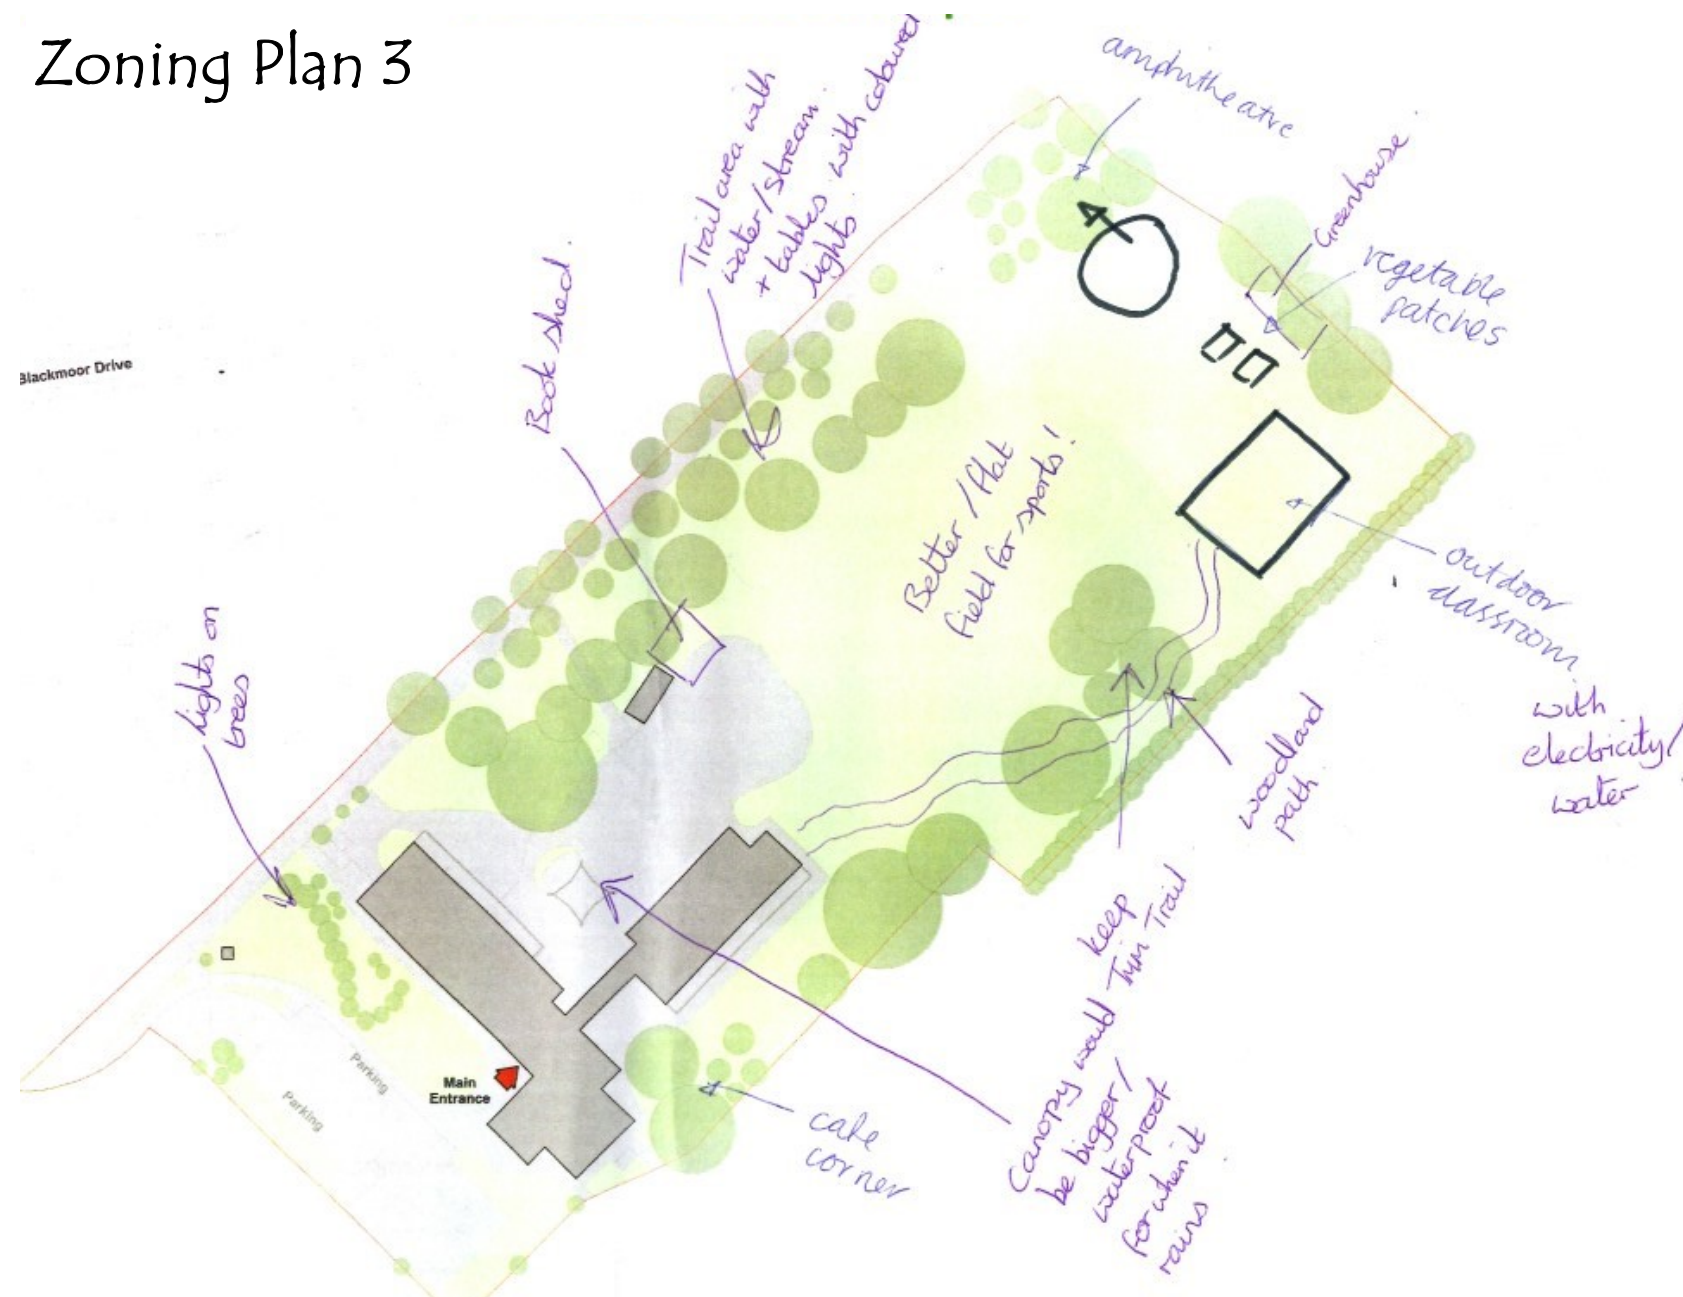 Zoning Plan 3
amphitheatre
Trail area with
water/stream.
+ tables with coloured
lights
Greenhouse.
vegetable
patches
Book shed.
Blackmoor Drive
Better/flat
field for sports!
outdoor
classroom
with
electricity/
water
lights on
trees
woodland
path.
keep
Trim Trail
Canopy would
be bigger/
waterproof
for when it
rains
Parking
Parking
Main
Entrance
cafe
corner